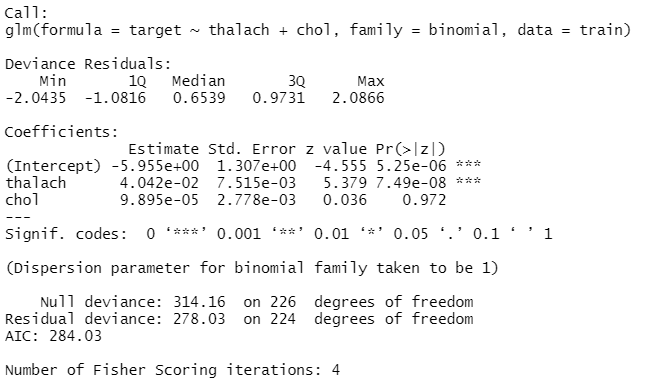 Call:
glm(formula = target ~ thalach + chol, family = binomial, data = train)
Deviance Residuals:
Min 1Q Median 3Q Max
-2.0435 -1.0816 0.6539 0.9731 2.0866
Coefficients:
Estimate Std. Error z value Pr(>|z|)
(Intercept) -5.955e+00 1.307e+00 -4.555 5.25e-06 ***
thalach 4.042e-02 7.515e-03 5.379 7.49e-08 ***
chol 9.895e-05 2.778e-03 0.036 0.972
---
Signif. codes: 0 ‘***’ 0.001 ‘**’ 0.01 ‘*’ 0.05 ‘.’ 0.1 ‘ ’ 1
(Dispersion parameter for binomial family taken to be 1)
Null deviance: 314.16 on 226 degrees of freedom
Residual deviance: 278.03 on 224 degrees of freedom
AIC: 284.03
Number of Fisher Scoring iterations: 4